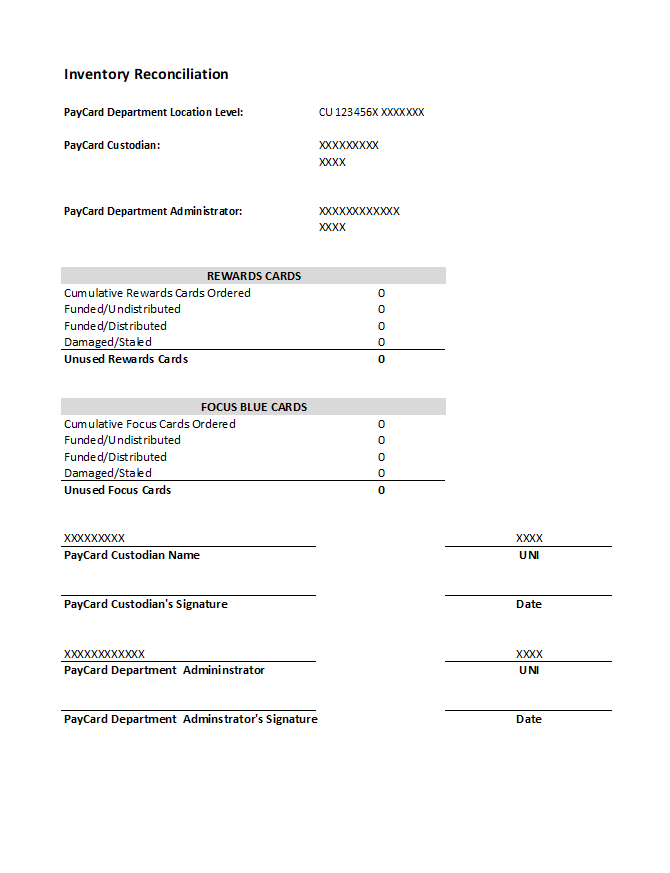 Inventory Reconciliation
PayCard Department Location Level: CU 123456X XXXXXXX
PayCard Custodian: XXXXXXXXX
XXXX
PayCard Department Administrator: XXXXXXXXXXXX
XXXX
REWARDS CARDS
Cumulative Rewards Cards Ordered 0
Funded/Undistributed 0
Funded/Distributed 0
Damaged/Staled 0
Unused Rewards Cards 0
FOCUS BLUE CARDS
Cumulative Focus Cards Ordered 0
Funded/Undistributed 0
Funded/Distributed 0
Damaged/Staled 0
Unused Focus Cards 0
XXXXXXXXX XXXX
PayCard Custodian Name UNI
PayCard Custodian's Signature Date
XXXXXXXXXXXX XXXX
PayCard Department Admininstrator UNI
PayCard Department Adminstrator's Signature Date